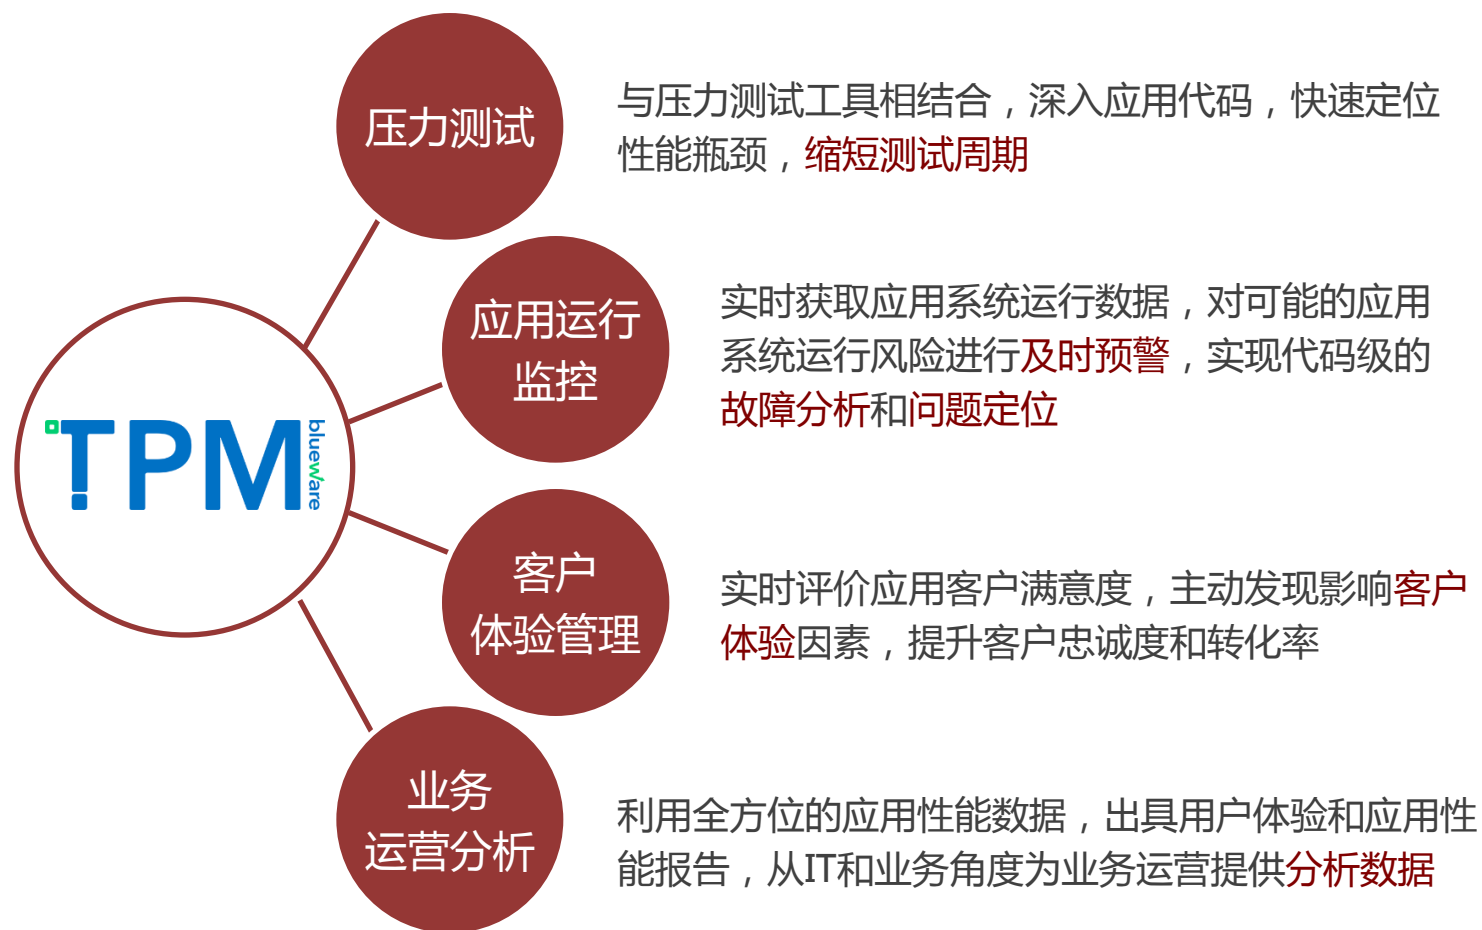 压力测试
与压力测试工具相结合，深入应用代码，快速定位
性能瓶颈，缩短测试周期
应用运行
监控
实时获取应用系统运行数据，对可能的应用
系统运行风险进行及时预警，实现代码级的
故障分析和问题定位
TPM
blueware
客户
体验管理
实时评价应用客户满意度，主动发现影响客户
体验因素，提升客户忠诚度和转化率
业务
运营分析
利用全方位的应用性能数据，出具用户体验和应用性
能报告，从IT和业务角度为业务运营提供分析数据